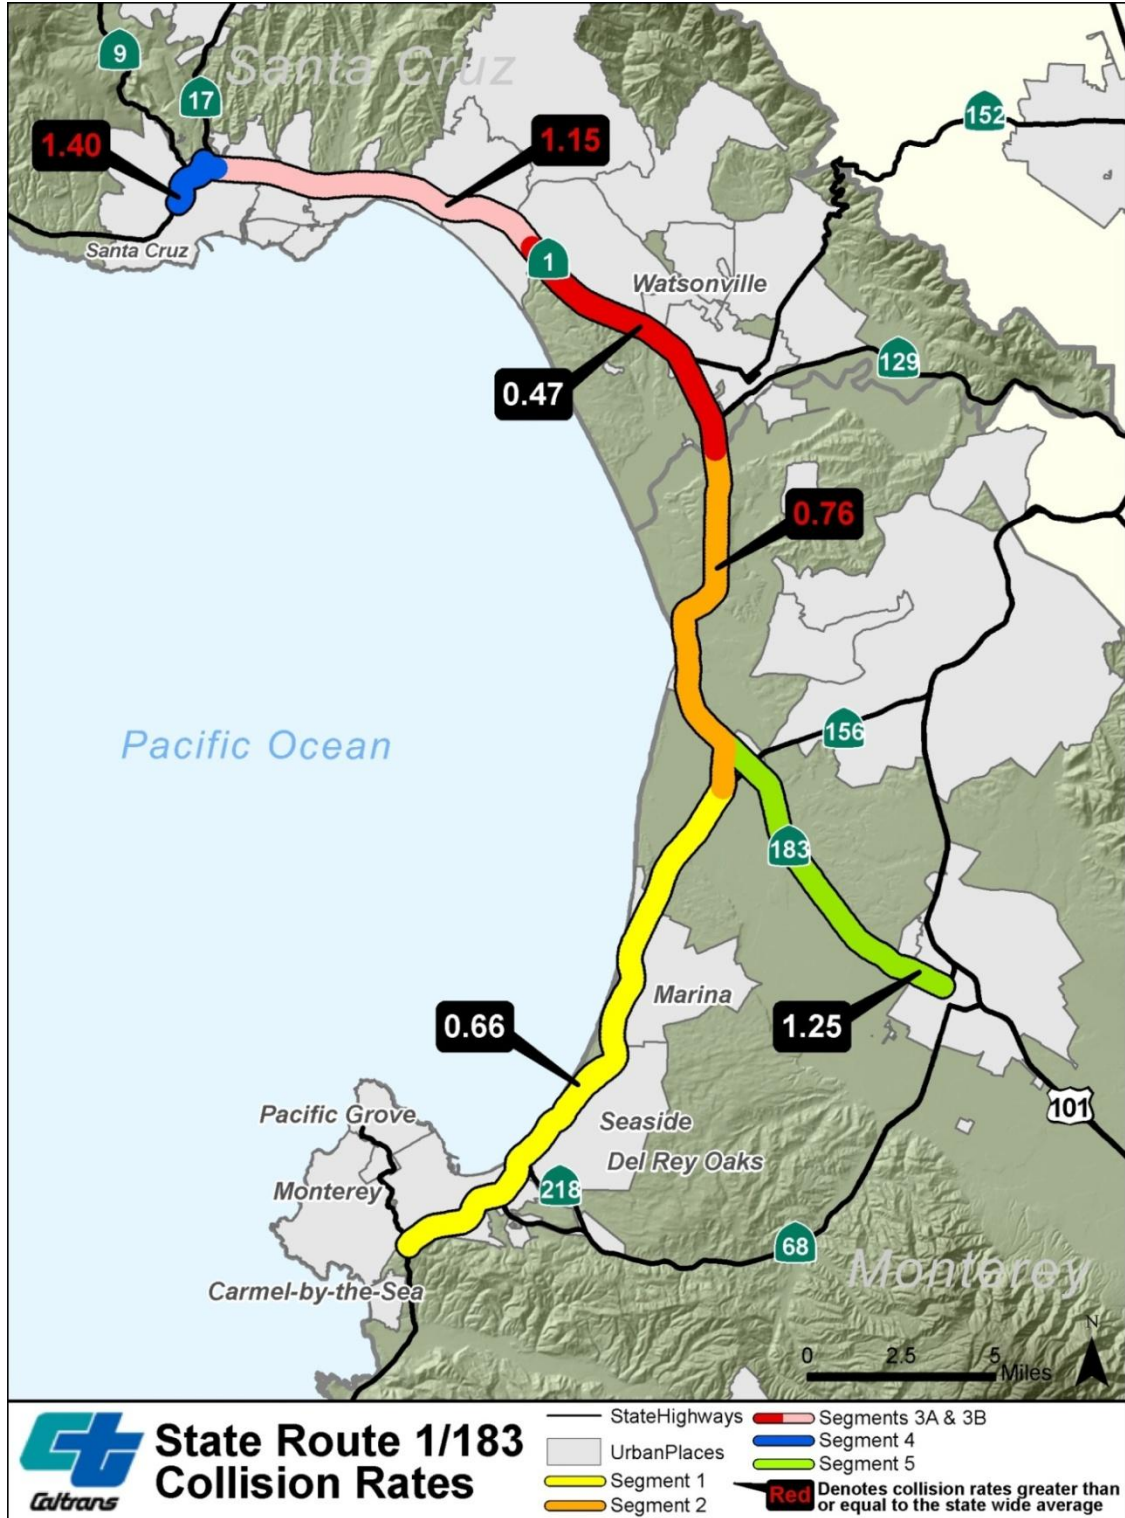 Santa Cruz
9
17
152
1.40
1.15
Santa Cruz
1
Watsonville
129
0.47
0.76
Pacific Ocean
156
183
Marina
0.66
1.25
Pacific Grove
Seaside
101
Del Rey Oaks
Monterey
218
68
Monterey
Carmel-by-the-Sea
N
0 2.5 5
Miles
Caltrans
State Route 1/183
Collision Rates
StateHighways
UrbanPlaces
Segment 1
Segment 2
Segments 3A & 3B
Segment 4
Segment 5
Red
Denotes collision rates greater than
or equal to the state wide average